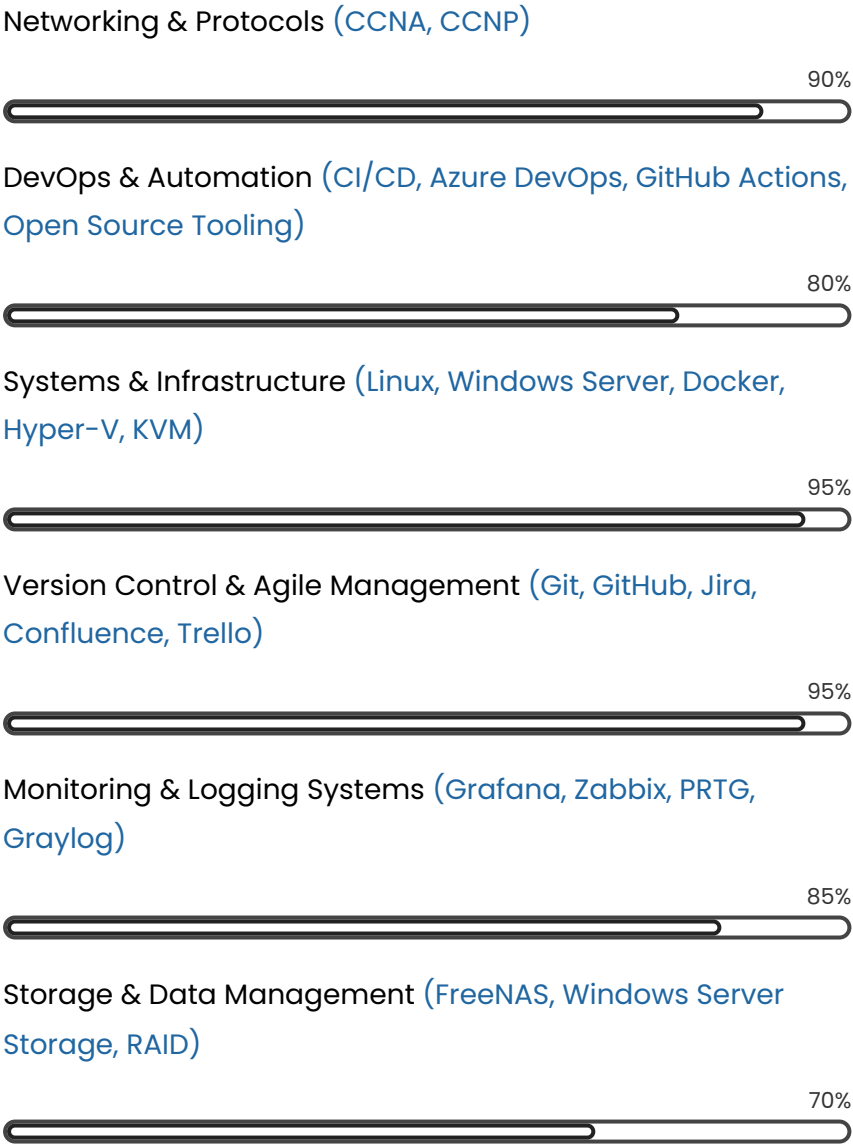 Networking & Protocols (CCNA, CCNP)
90%
DevOps & Automation (CI/CD, Azure DevOps, GitHub Actions,
Open Source Tooling)
80%
Systems & Infrastructure (Linux, Windows Server, Docker,
Hyper-V, KVM)
95%
Version Control & Agile Management (Git, GitHub, Jira,
Confluence, Trello)
95%
Monitoring & Logging Systems (Grafana, Zabbix, PRTG,
Graylog)
85%
Storage & Data Management (FreeNAS, Windows Server
Storage, RAID)
70%